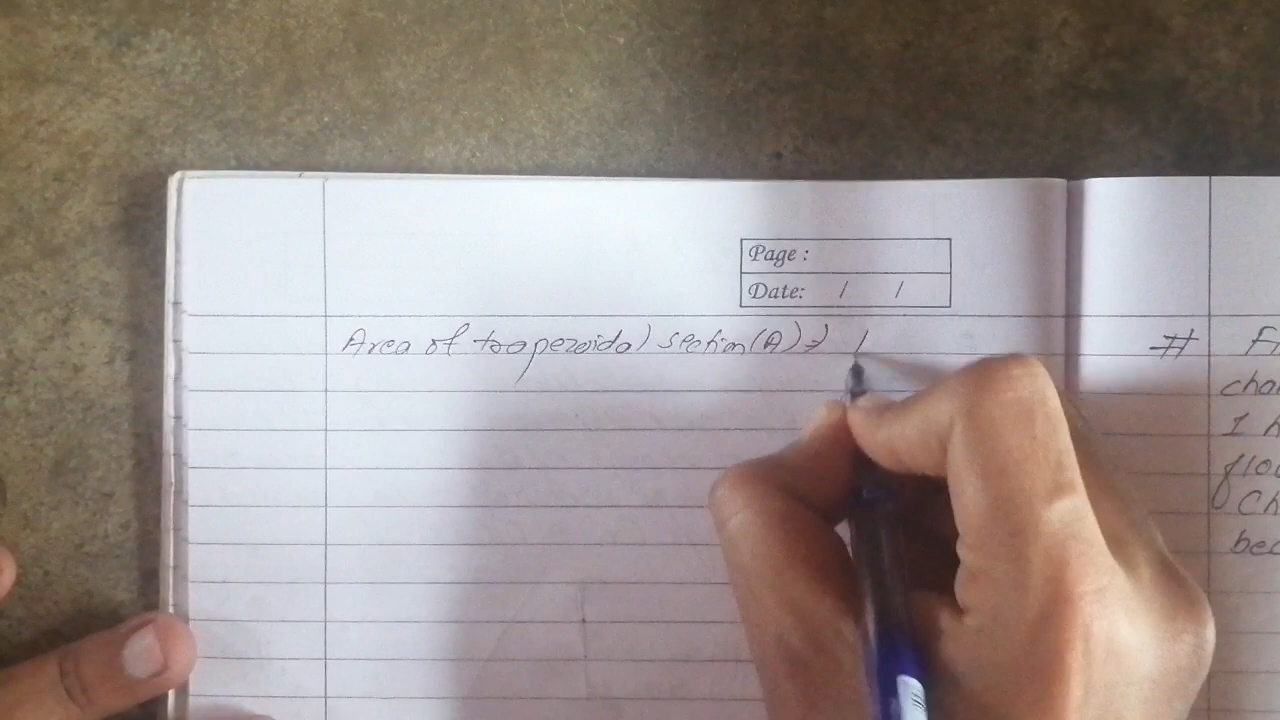 Page :
Date: / /
Area of trapezoidal section(A) ⇒ /
#
1